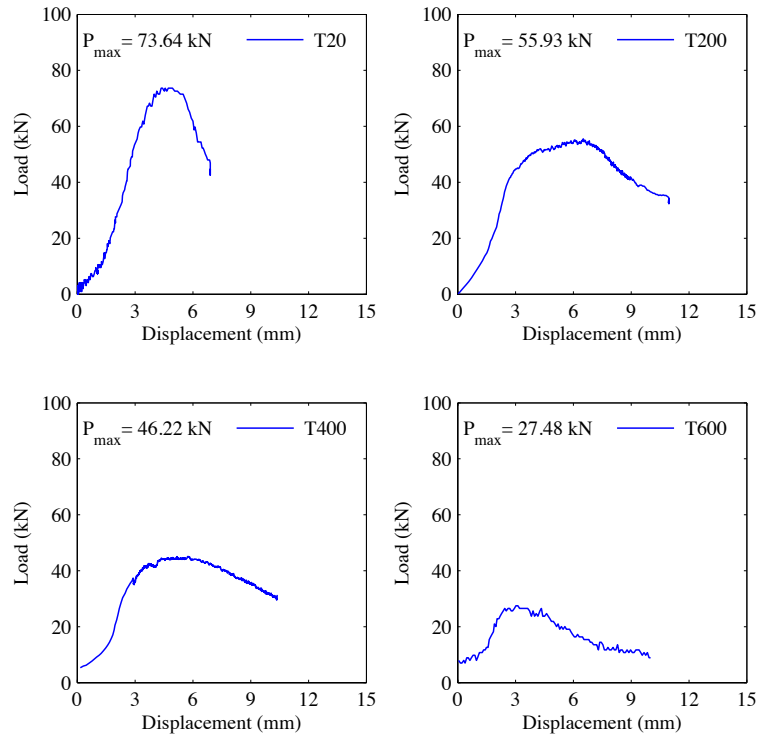 100
80
60
40
20
0
Load (kN)
P_max = 73.64 kN
T20
0 3 6 9 12 15
Displacement (mm)
100
80
60
40
20
0
Load (kN)
P_max = 55.93 kN
T200
0 3 6 9 12 15
Displacement (mm)
100
80
60
40
20
0
Load (kN)
P_max = 46.22 kN
T400
0 3 6 9 12 15
Displacement (mm)
100
80
60
40
20
0
Load (kN)
P_max = 27.48 kN
T600
0 3 6 9 12 15
Displacement (mm)